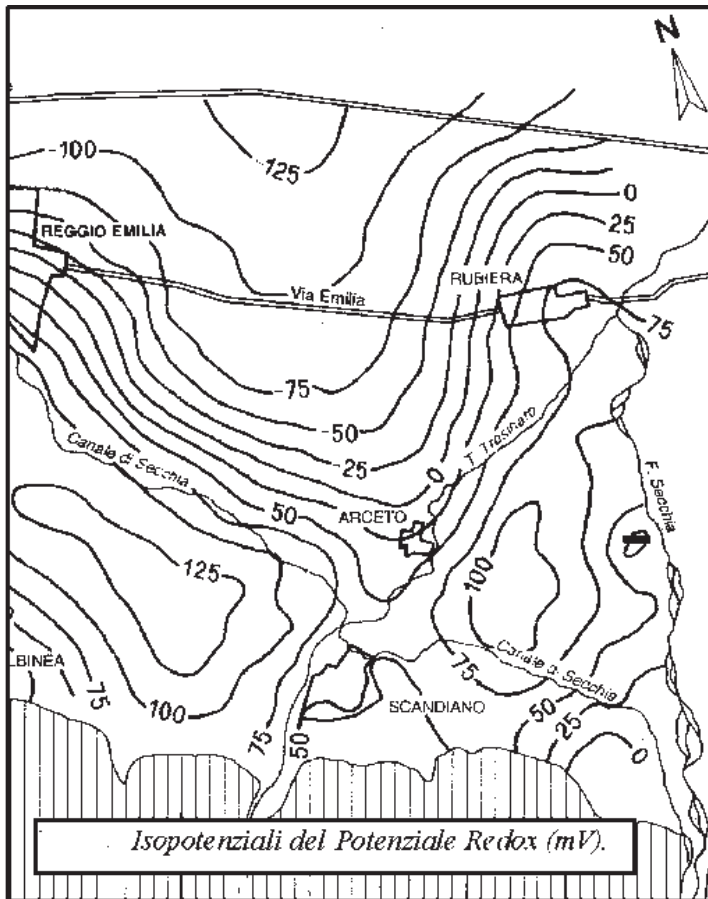 N
-100
-125
0
25
50
REGGIO EMILIA
RUBIERA
Via Emilia
75
-75
-50
-25
0
T. Tresinaro
Canale di Secchia
50
ARCETO
F. Secchia
125
100
LBINEA
75
100
75
50
75
Canale di Secchia
SCANDIANO
50
25
0
Isopotenziali del Potenziale Redox (mV).